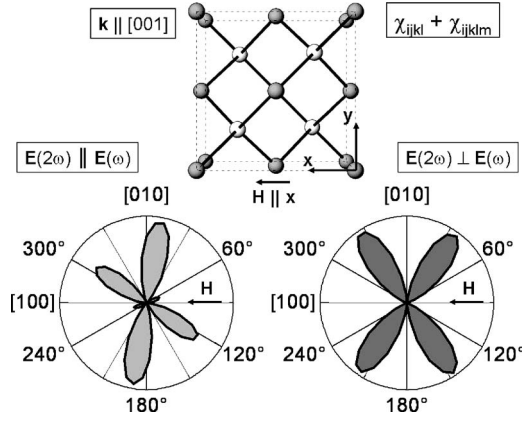 k || [001]
χijkl + χijklm
y
x
H || x
E(2ω) || E(ω)
E(2ω) ⊥ E(ω)
[010]
[010]
300°
60°
300°
60°
[100]
H
[100]
H
240°
120°
240°
120°
180°
180°